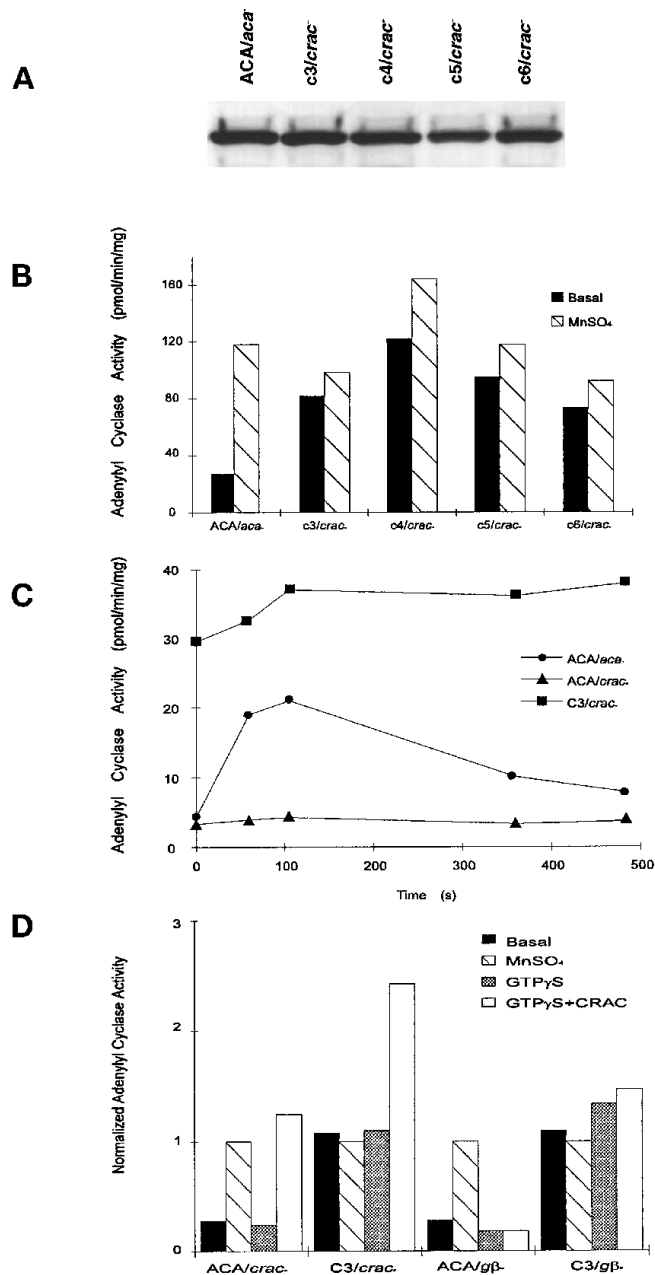 A
ACA/aca-
c3/crac-
c4/crac-
c5/crac-
c6/crac-
B
Adenylyl Cyclase Activity (pmol/min/mg)
160
120
80
40
0
Basal
MnSO₄
ACA/aca-
c3/crac-
c4/crac-
c5/crac-
c6/crac-
C
Adenylyl Cyclase Activity (pmol/min/mg)
40
30
20
10
0
ACA/aca-
ACA/crac-
C3/crac-
0
100
200
300
400
500
Time (s)
D
Normalized Adenylyl Cyclase Activity
3
2
1
0
Basal
MnSO₄
GTPγS
GTPγS+CRAC
ACA/crac-
C3/crac-
ACA/gβ-
C3/gβ-